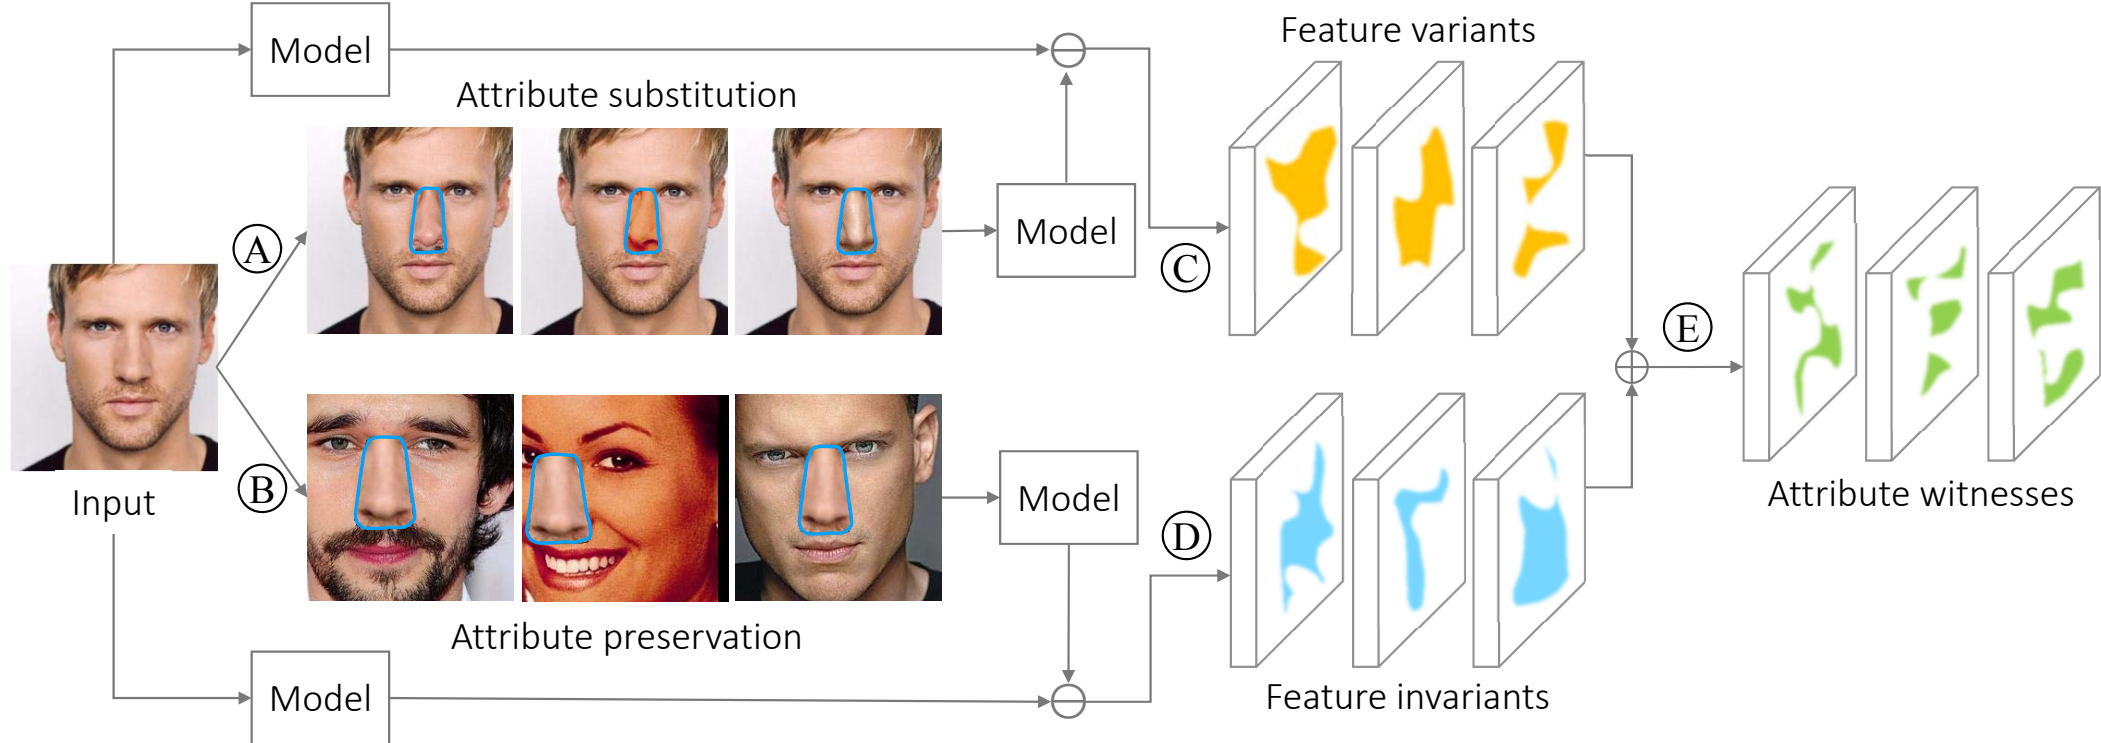 Model
Feature variants
Attribute substitution
A
Model
C
E
Input
B
Model
D
Attribute witnesses
Attribute preservation
Model
Feature invariants